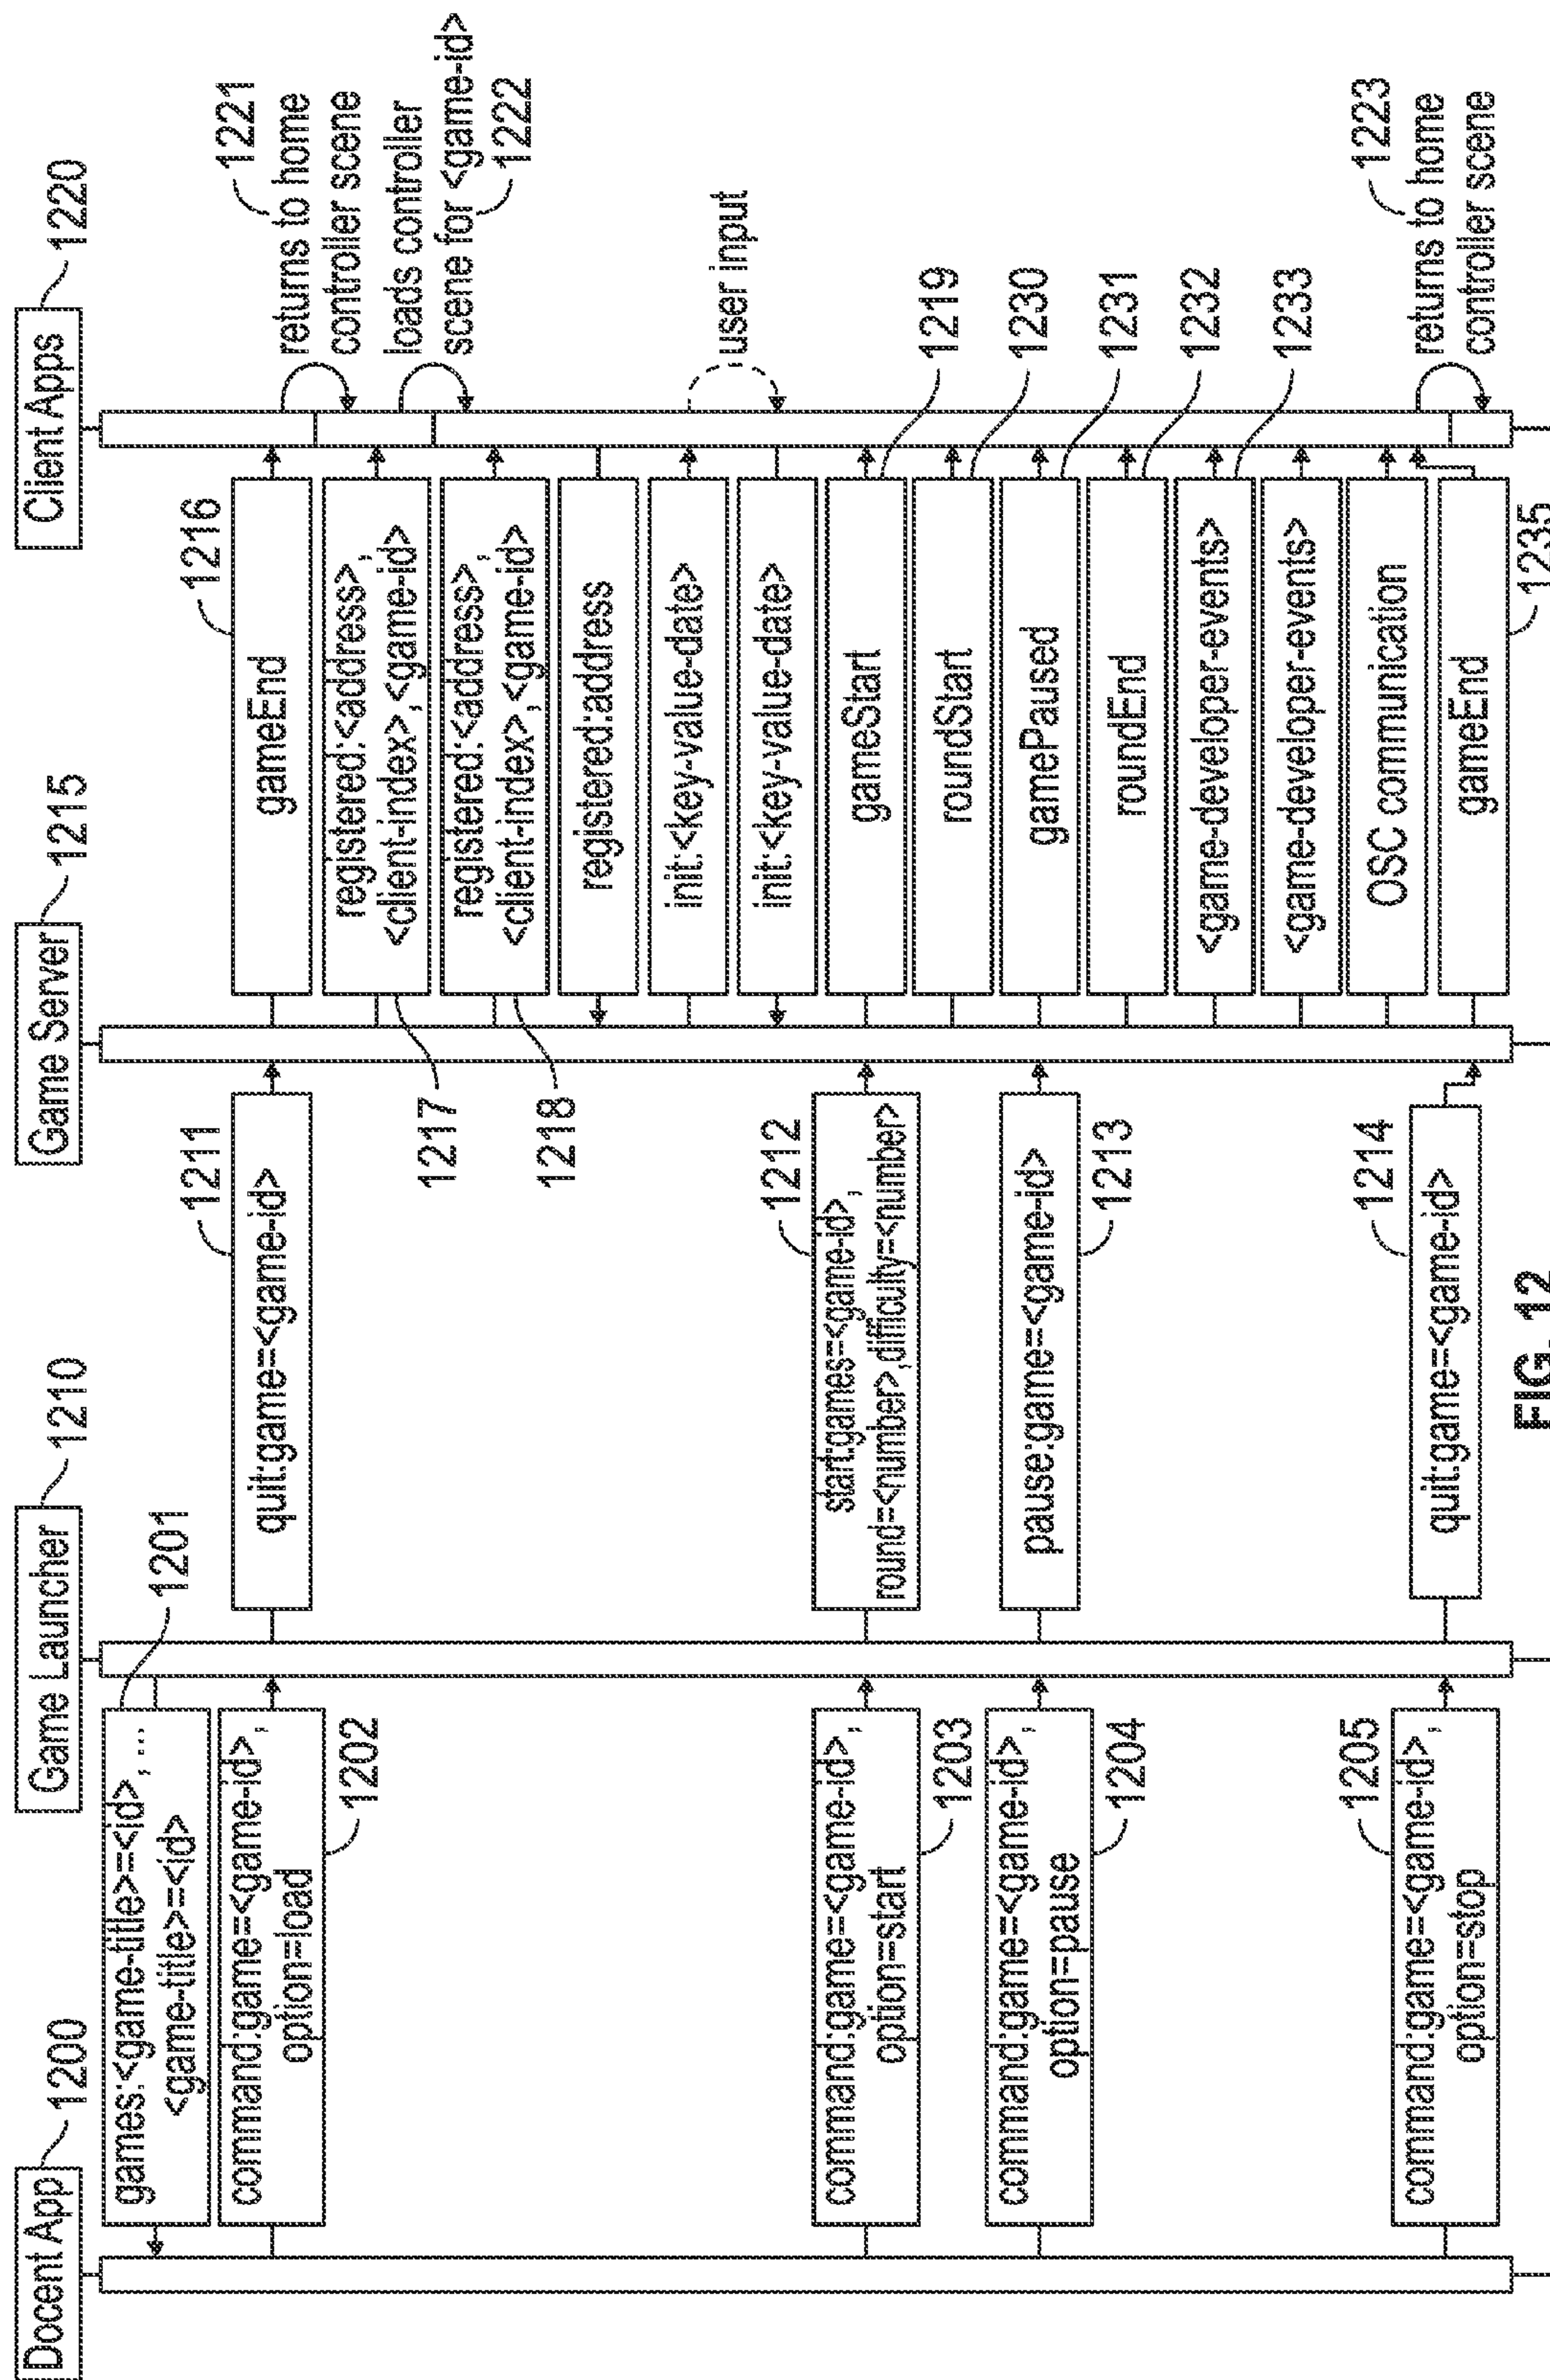 Docent App
1200
Game Launcher
1210
Game Server
1215
Client Apps
1220
games:<game-title>=<id>, ...
<game-title>=<id>
1201
command:game=<game-id>,
option=load
1202
command:game=<game-id>,
option=start
1203
command:game=<game-id>,
option=pause
1204
command:game=<game-id>,
option=stop
1205
quit:game=<game-id>
1211
start:games=<game-id>,
round=<number>,difficulty=<number>
1212
pause:game=<game-id>
1213
quit:game=<game-id>
1214
gameEnd
1216
registered:<address>,
<client-index>,<game-id>
1217
registered:<address>,
<client-index>,<game-id>
1218
registered:address
init:<key-value-date>
init:<key-value-date>
gameStart
1219
roundStart
1230
gamePaused
1231
roundEnd
1232
<game-developer-events>
1233
<game-developer-events>
OSC communication
gameEnd
1235
1221
returns to home
controller scene
loads controller
scene for <game-id>
1222
user input
1223
returns to home
controller scene
FIG. 12